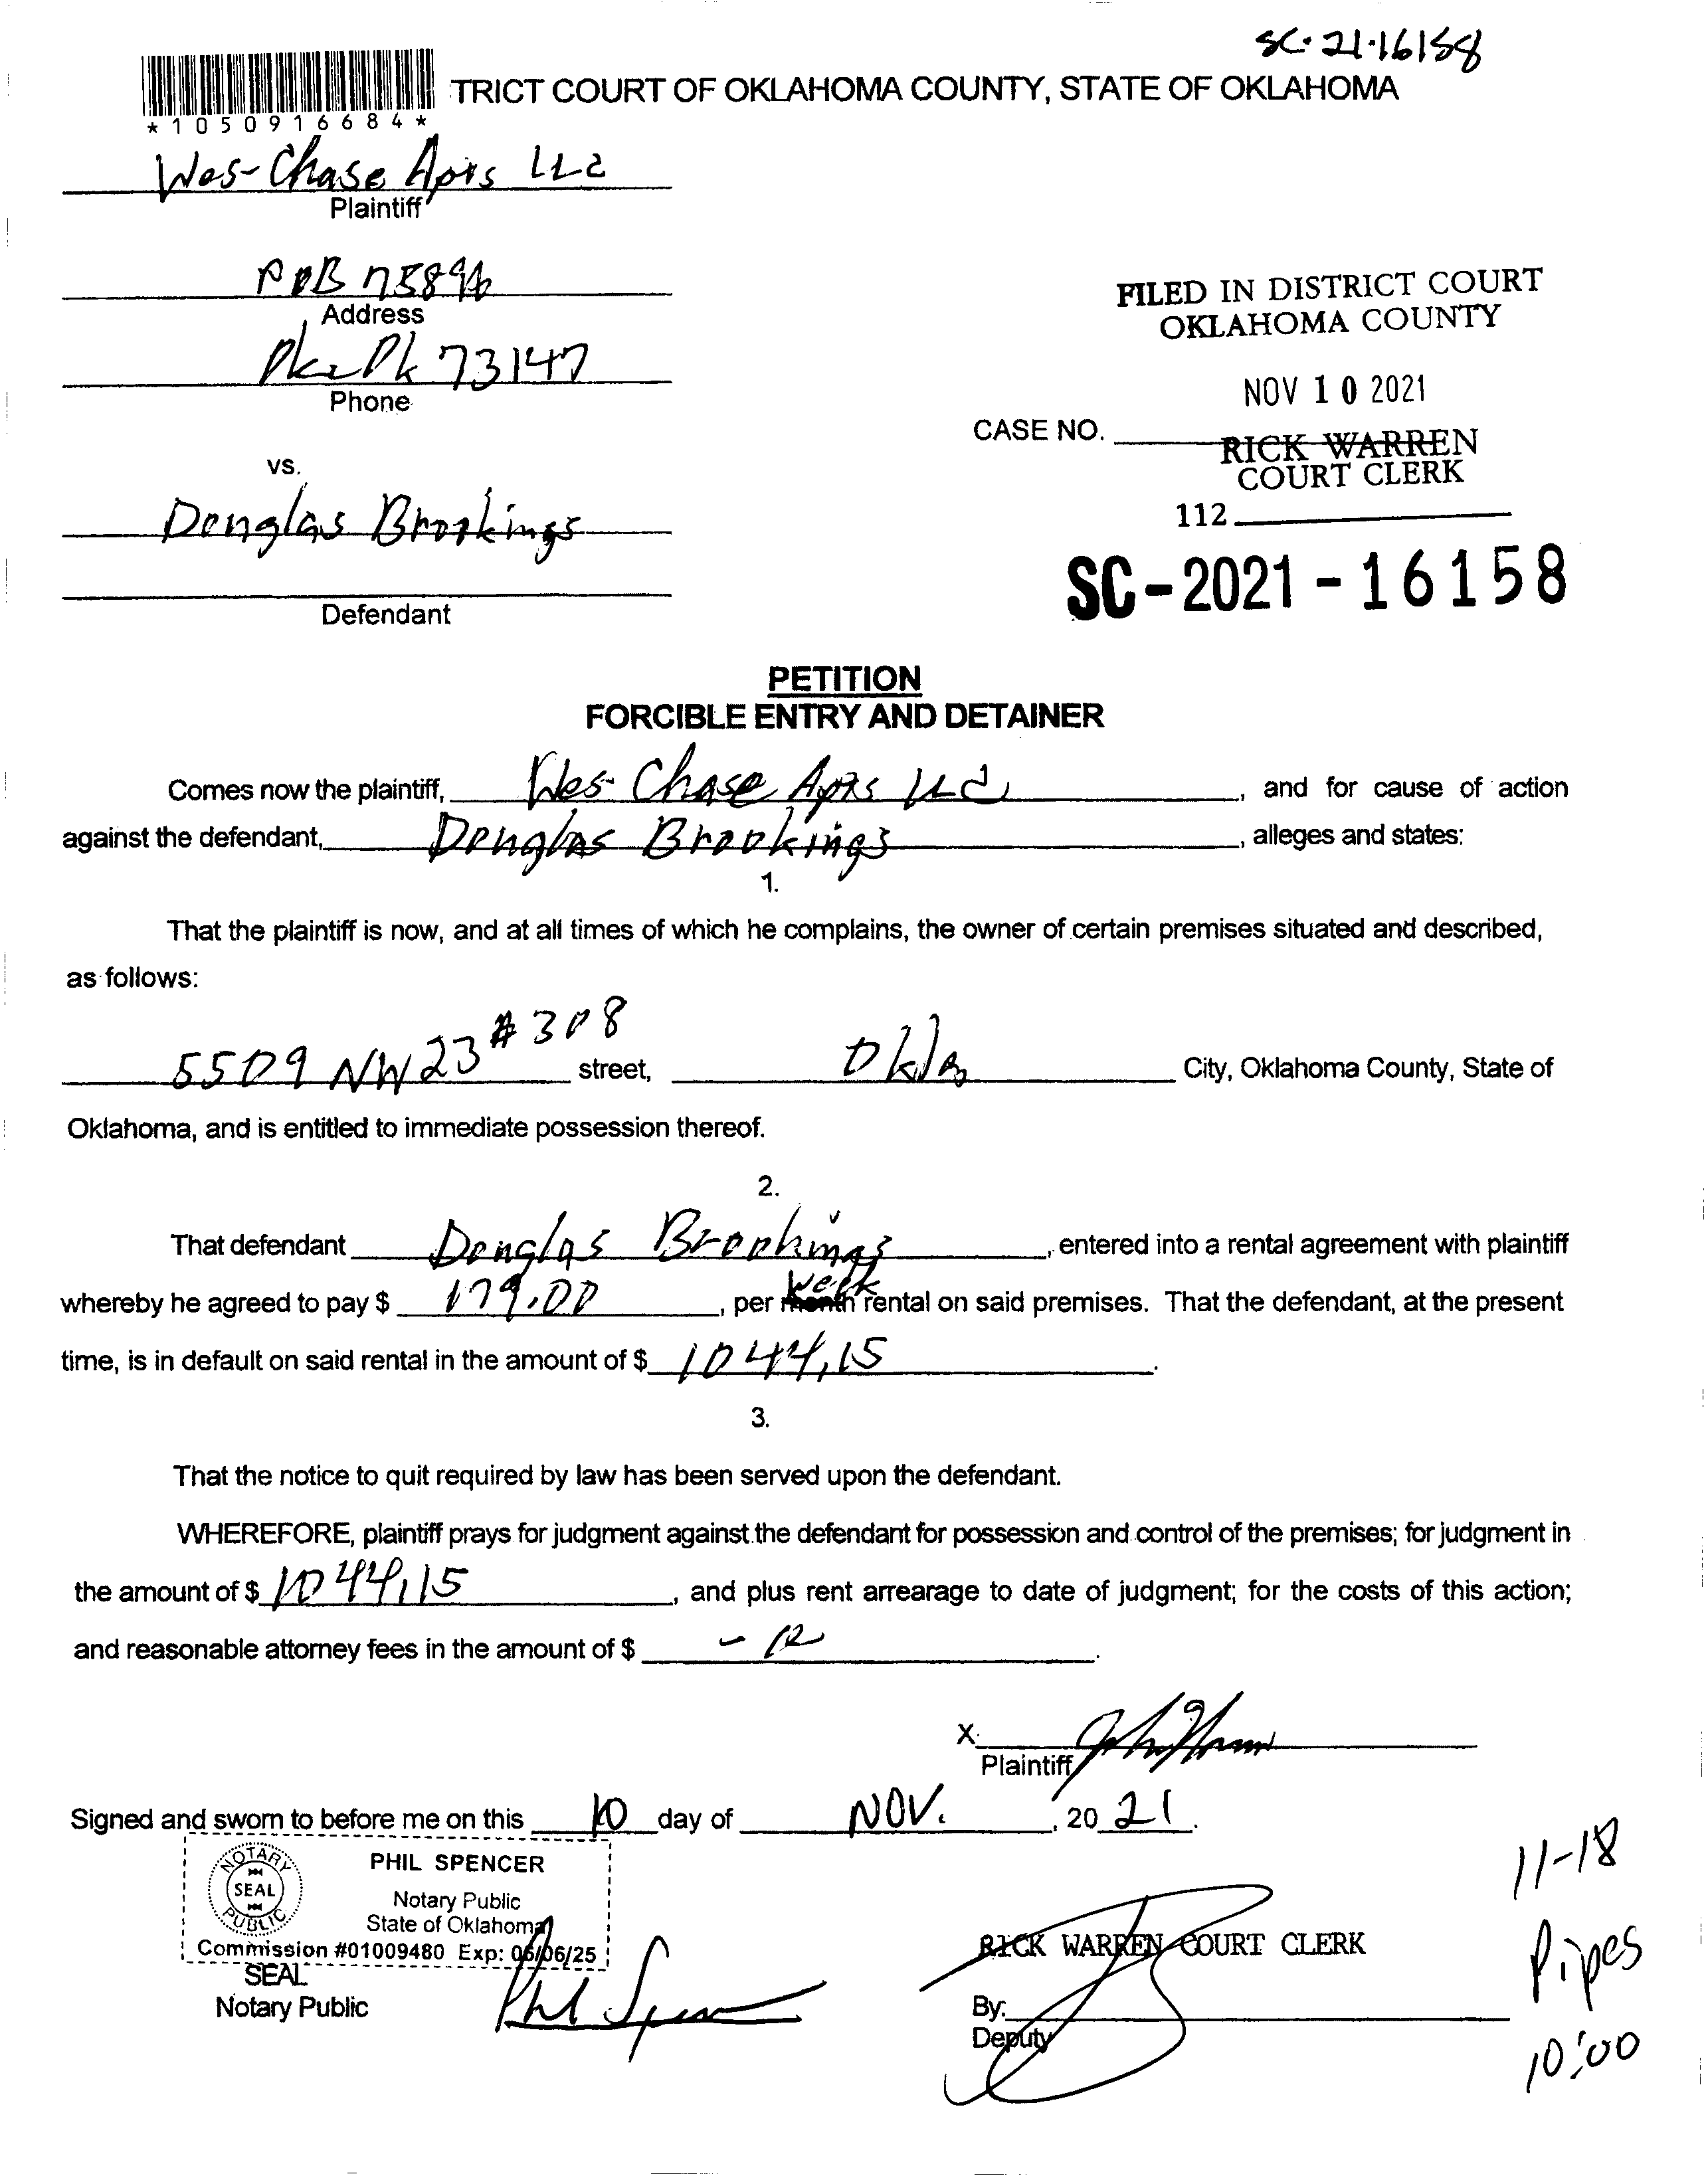 SC-21-16158
TRICT COURT OF OKLAHOMA COUNTY, STATE OF OKLAHOMA
*1050916684*
Wes-Chase Apts LLC
Plaintiff
POB 75896
Address
Okc Ok 73147
Phone
FILED IN DISTRICT COURT
OKLAHOMA COUNTY
NOV 10 2021
CASE NO.
RICK WARREN
COURT CLERK
112
vs.
Douglas Brookings
Defendant
SC-2021-16158
PETITION
FORCIBLE ENTRY AND DETAINER
Comes now the plaintiff, Wes-Chase Apts LLC, and for cause of action
against the defendant, Douglas Brookings, alleges and states:
1.
That the plaintiff is now, and at all times of which he complains, the owner of certain premises situated and described,
as follows:
5509 NW 23 #308 street, Okla City, Oklahoma County, State of
Oklahoma, and is entitled to immediate possession thereof.
2.
That defendant Douglas Brookings, entered into a rental agreement with plaintiff
whereby he agreed to pay $ 179.00, per month week rental on said premises. That the defendant, at the present
time, is in default on said rental in the amount of $ 1044.15.
3.
That the notice to quit required by law has been served upon the defendant.
WHEREFORE, plaintiff prays for judgment against the defendant for possession and control of the premises; for judgment in
the amount of $ 1044.15, and plus rent arrearage to date of judgment; for the costs of this action;
and reasonable attorney fees in the amount of $
X
Plaintiff
Signed and sworn to before me on this 10 day of NOV., 20 21.
NOTARY PUBLIC
SEAL
PHIL SPENCER
Notary Public
State of Oklahoma
Commission #01009480 Exp: 06/06/25
SEAL
Notary Public
Phil Spencer
RICK WARREN COURT CLERK
By:
Deputy
11-18
Pipes
10:00